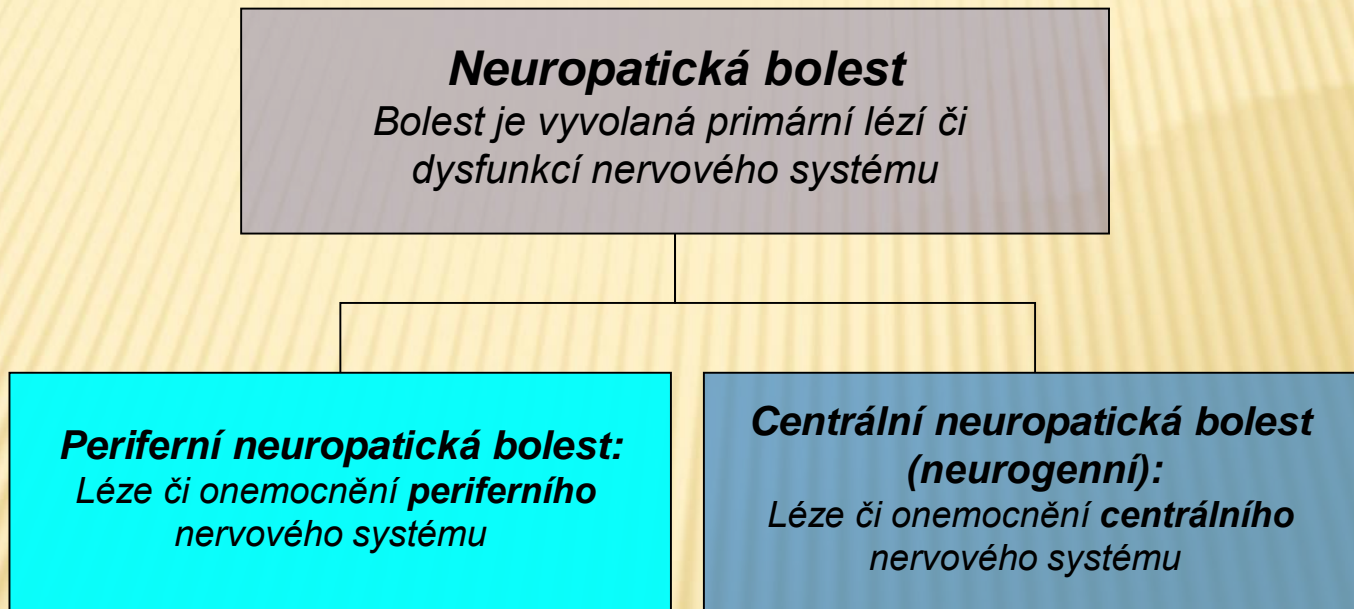 Neuropatická bolest
Bolest je vyvolaná primární lézí či
dysfunkcí nervového systému
Periferní neuropatická bolest:
Léze či onemocnění periferního
nervového systému
Centrální neuropatická bolest
(neurogenní):
Léze či onemocnění centrálního
nervového systému